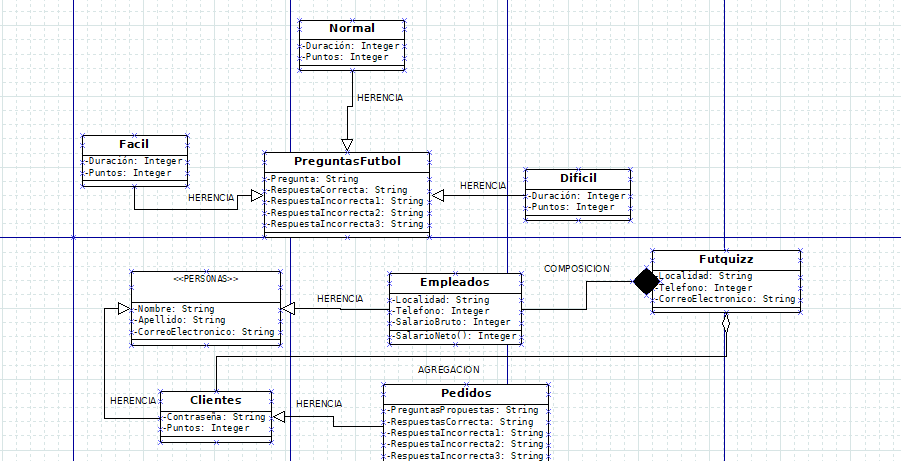 Normal
-Duración: Integer
-Puntos: Integer
HERENCIA
Facil
-Duración: Integer
-Puntos: Integer
HERENCIA
PreguntasFutbol
-Pregunta: String
-RespuestaCorrecta: String
-RespuestaIncorrecta1: String
-RespuestaIncorrecta2: String
-RespuestaIncorrecta3: String
HERENCIA
Dificil
-Duración: Integer
-Puntos: Integer
<<PERSONAS>>
-Nombre: String
-Apellido: String
-CorreoElectronico: String
HERENCIA
Empleados
-Localidad: String
-Telefono: Integer
-SalarioBruto: Integer
-SalarioNeto(): Integer
COMPOSICION
Futquizz
-Localidad: String
-Telefono: Integer
-CorreoElectronico: String
AGREGACION
HERENCIA
Clientes
-Contraseña: String
-Puntos: Integer
HERENCIA
Pedidos
-PreguntasPropuestas: String
-RespuestasCorrecta: String
-RespuestaIncorrecta1: String
-RespuestaIncorrecta2: String
-RespuestaIncorrecta3: String